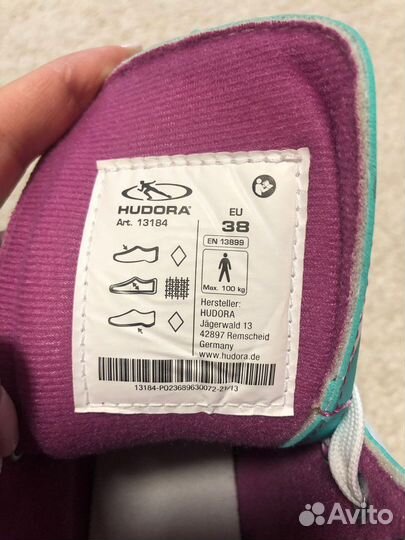 HUDORA
Art. 13184
EU
38
EN 13899
Max. 100 kg
Hersteller:
HUDORA
Jägerwald 13
42897 Remscheid
Germany
www.hudora.de
13184-PO23689630072-21/13
Avito